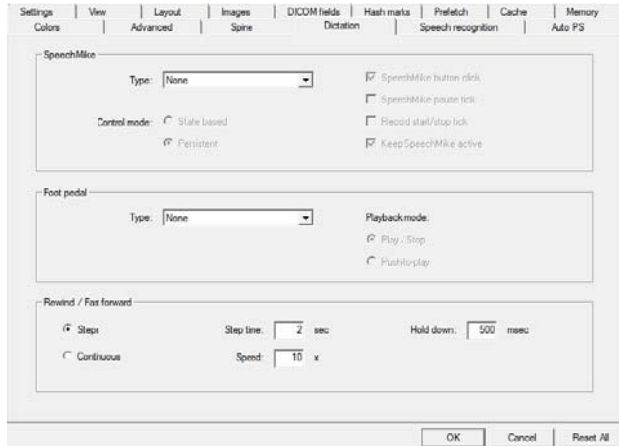 Settings View Layout Images DICOM fields Hash marks Prefetch Cache Memory
Colors Advanced Spine Dictation Speech recognition Auto PS
SpeechMike
Type: None
SpeechMike button click
SpeechMike pause tick
Control mode: State based
Record start/stop tick
Persistent
Keep SpeechMike active
Foot pedal
Type: None
Playback mode:
Play / Stop
Push-to-play
Rewind / Fas forward
Steps Step time: 2 sec Hold down: 500 msec
Continuous Speed: 10 x
OK Cancel Reset All